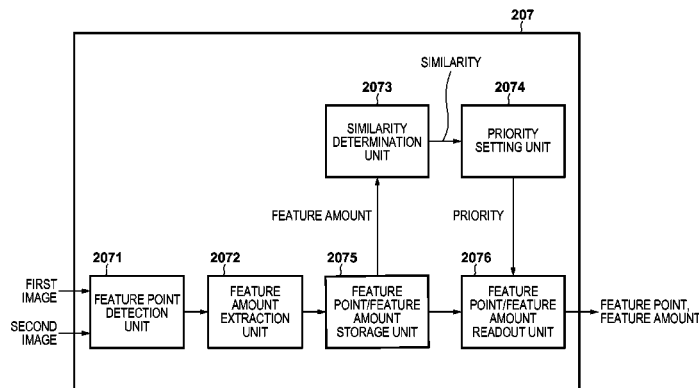 207
SIMILARITY
2073
2074
SIMILARITY
DETERMINATION
UNIT
PRIORITY
SETTING UNIT
FEATURE AMOUNT
PRIORITY
2071
2072
2075
2076
FIRST
IMAGE
SECOND
IMAGE
FEATURE POINT
DETECTION
UNIT
FEATURE
AMOUNT
EXTRACTION
UNIT
FEATURE
POINT/FEATURE
AMOUNT
STORAGE UNIT
FEATURE
POINT/FEATURE
AMOUNT
READOUT UNIT
FEATURE POINT,
FEATURE AMOUNT